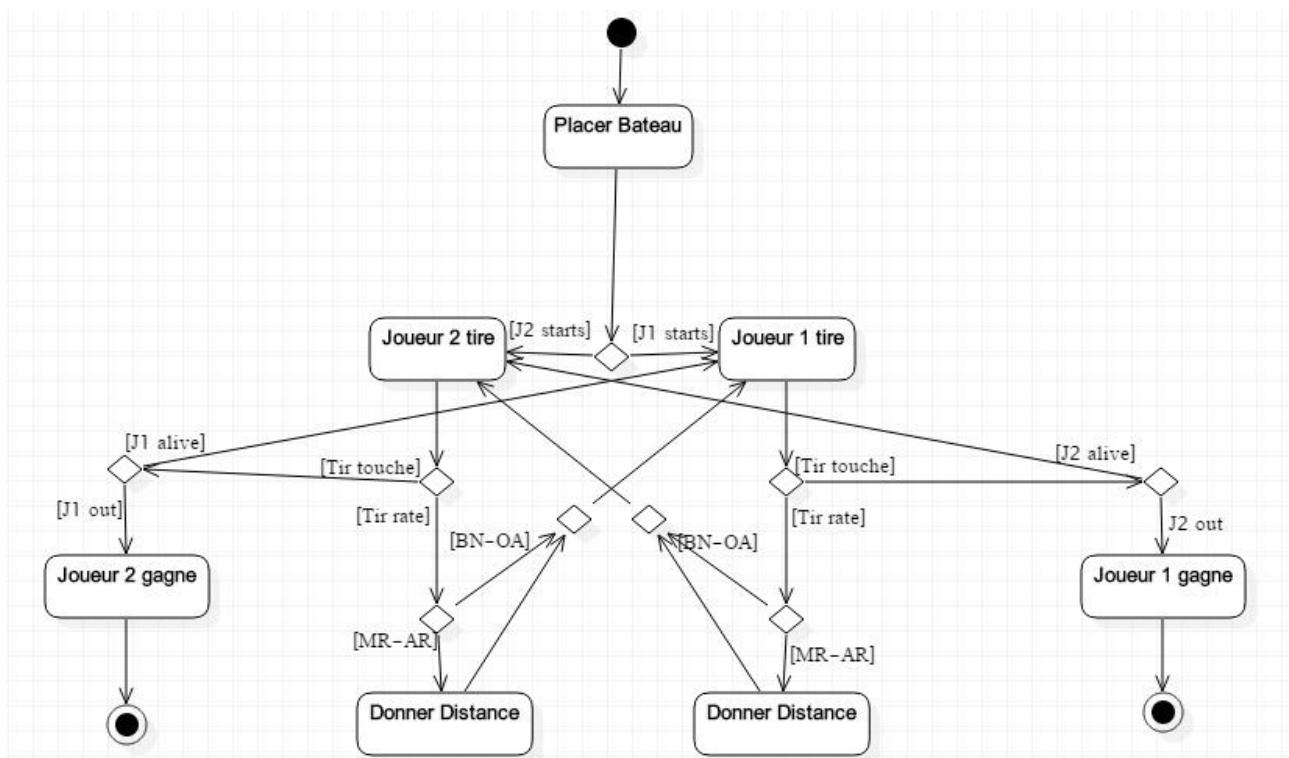 Placer Bateau
Joueur 2 tire
[J2 starts]
[J1 starts]
Joueur 1 tire
[J1 alive]
[Tir touche]
[Tir touche]
[J2 alive]
[J1 out]
[Tir rate]
[Tir rate]
J2 out
[BN-OA]
[BN-OA]
Joueur 2 gagne
Joueur 1 gagne
[MR-AR]
[MR-AR]
Donner Distance
Donner Distance